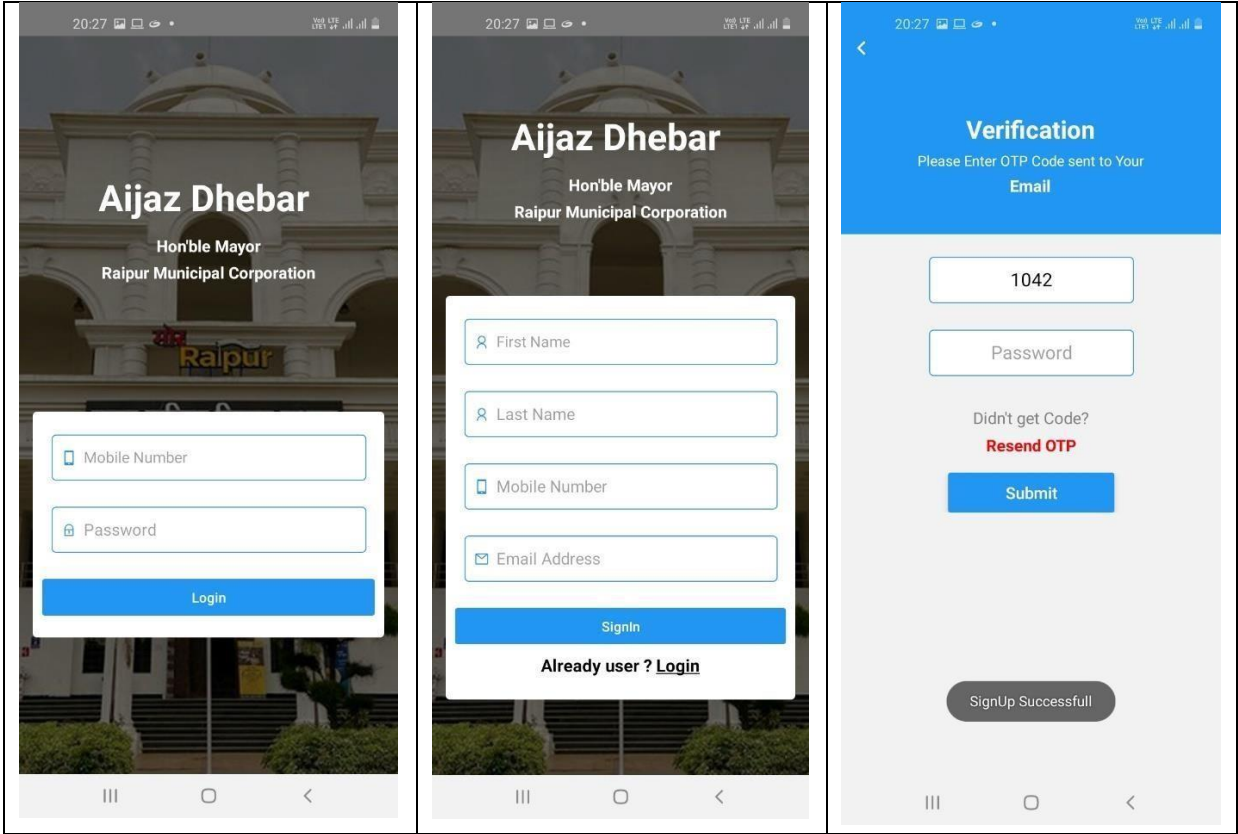 20:27
Aijaz Dhebar
Hon'ble Mayor
Raipur Municipal Corporation
Raipur
Mobile Number
Password
Login
20:27
Aijaz Dhebar
Hon'ble Mayor
Raipur Municipal Corporation
First Name
Last Name
Mobile Number
Email Address
SignIn
Already user ? Login
20:27
Verification
Please Enter OTP Code sent to Your
Email
1042
Password
Didn't get Code?
Resend OTP
Submit
SignUp Successfull